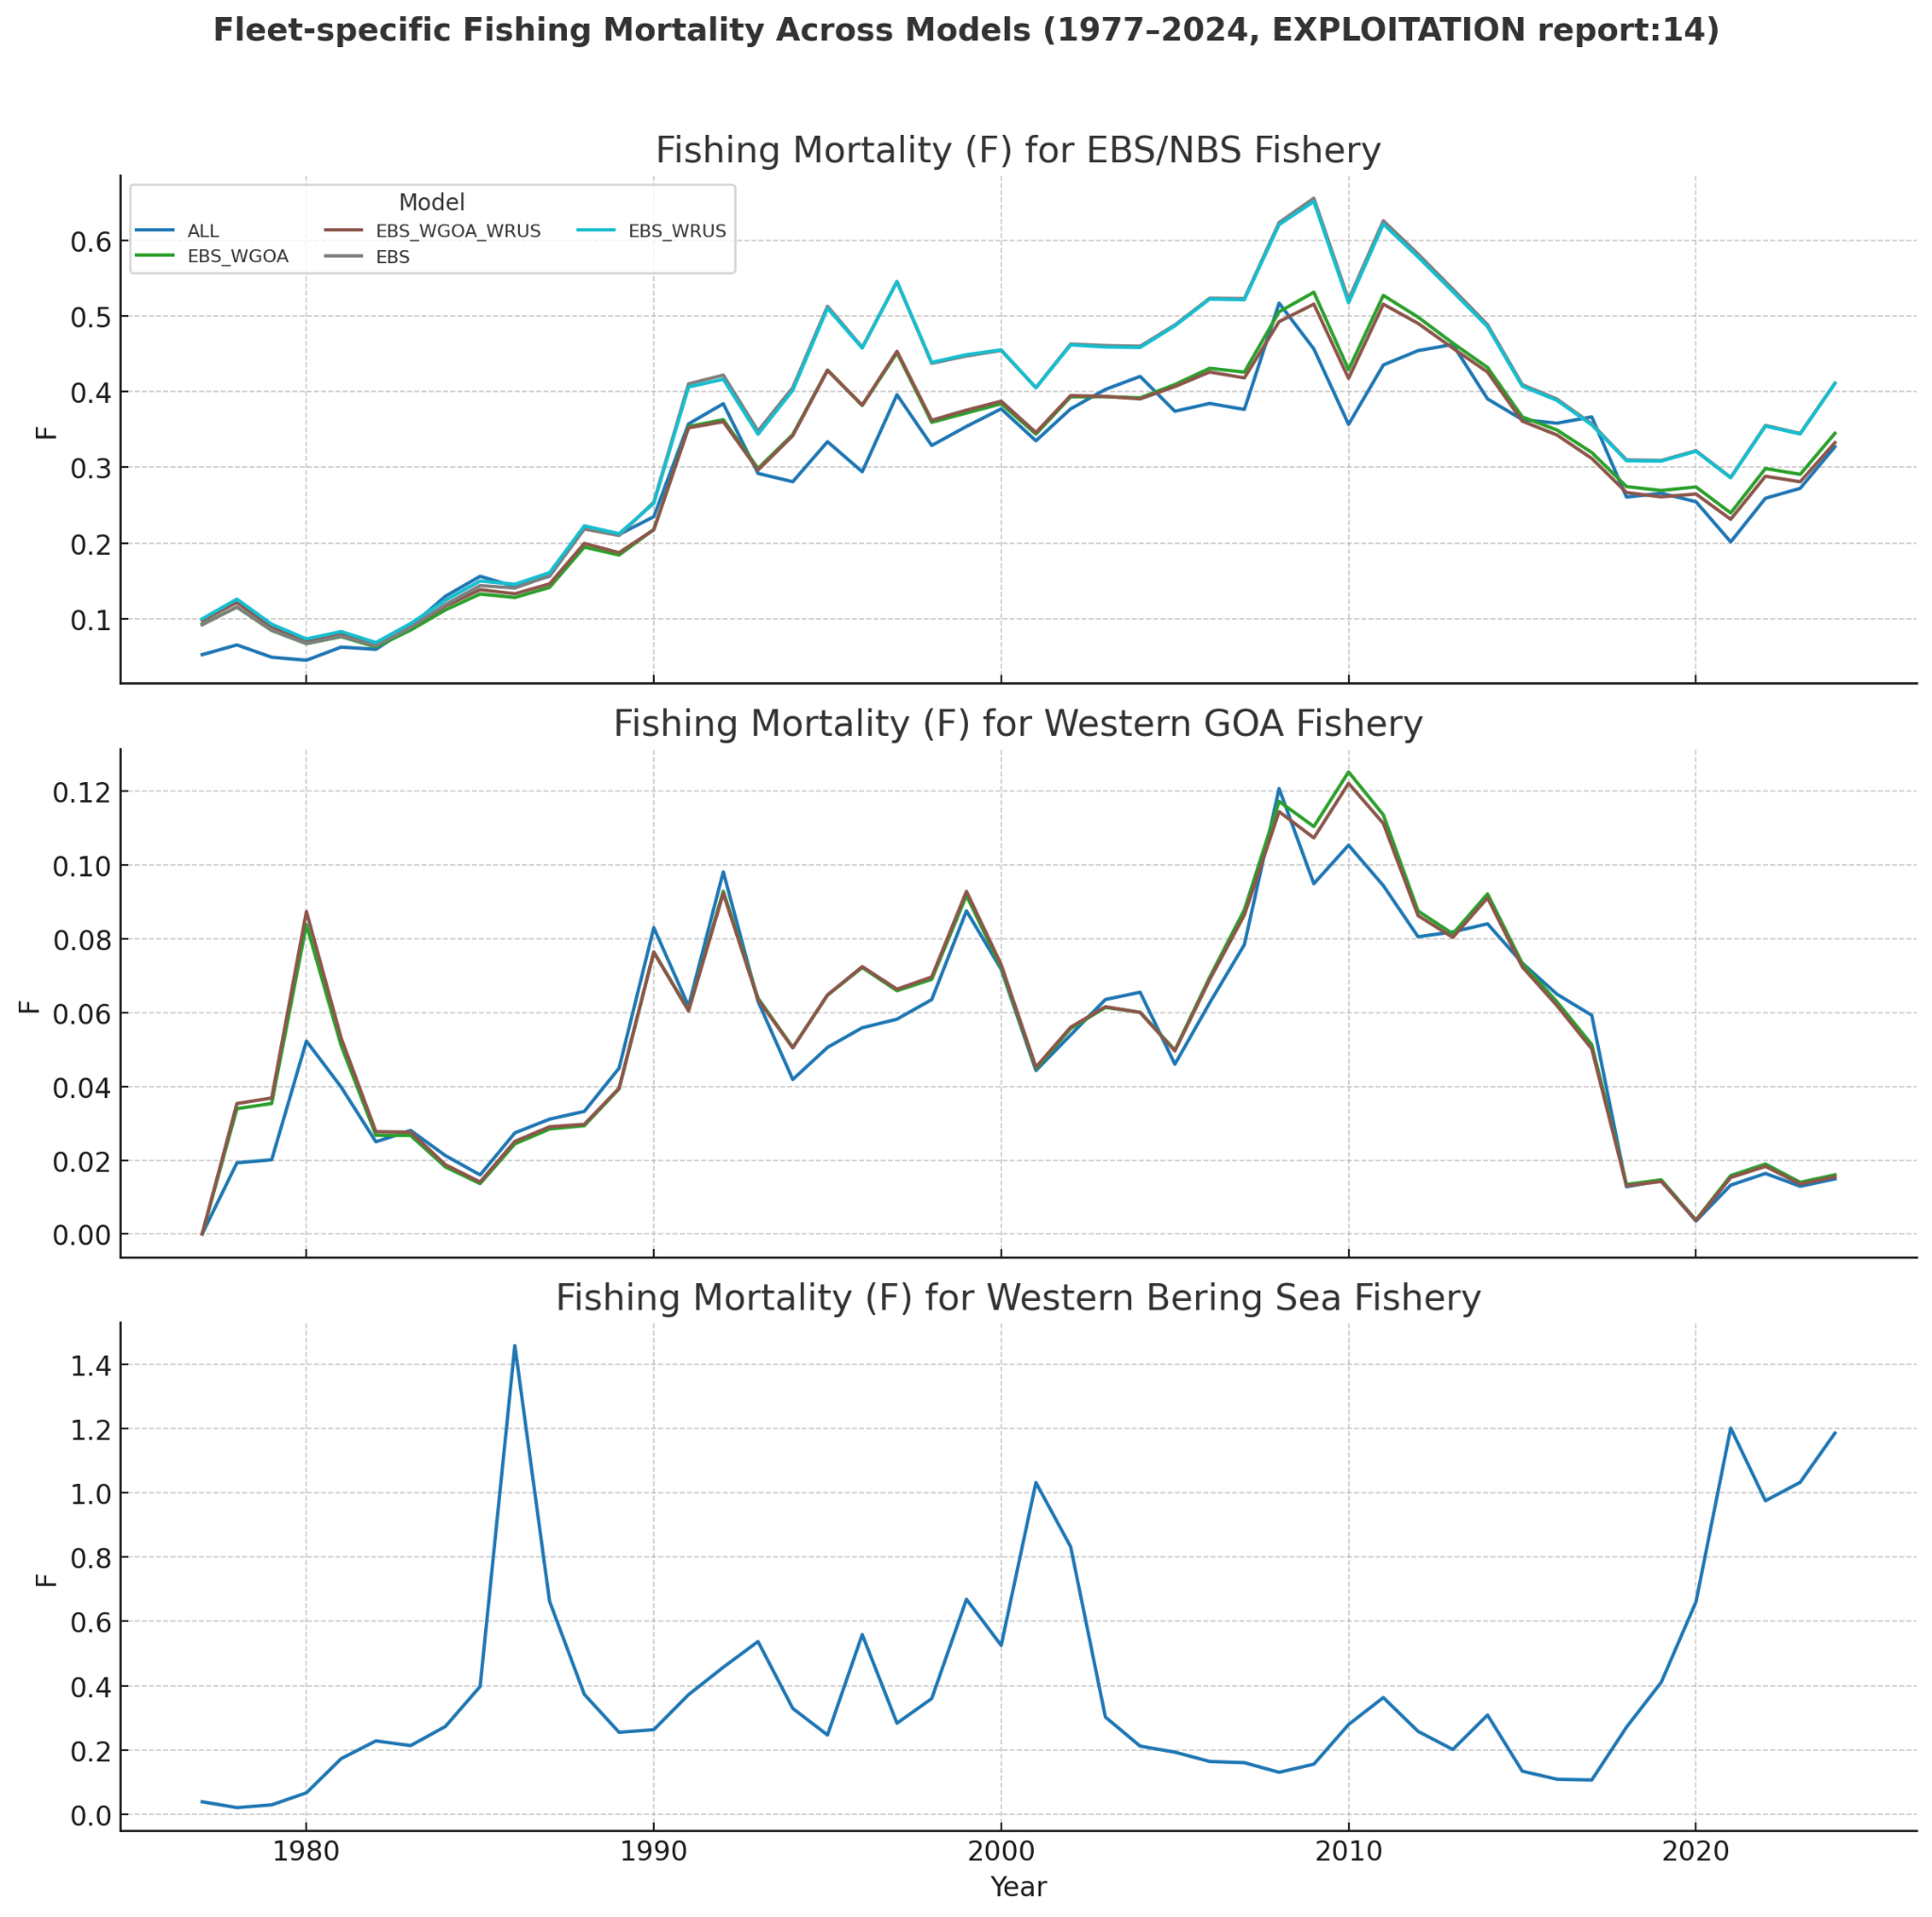 Fleet-specific Fishing Mortality Across Models (1977–2024, EXPLOITATION report:14)
Fishing Mortality (F) for EBS/NBS Fishery
Model
ALL
EBS_WGOA
EBS_WGOA_WRUS
EBS
EBS_WRUS
F
0.6
0.5
0.4
0.3
0.2
0.1
Fishing Mortality (F) for Western GOA Fishery
F
0.12
0.10
0.08
0.06
0.04
0.02
0.00
Fishing Mortality (F) for Western Bering Sea Fishery
F
1.4
1.2
1.0
0.8
0.6
0.4
0.2
0.0
1980 1990 2000 2010 2020
Year